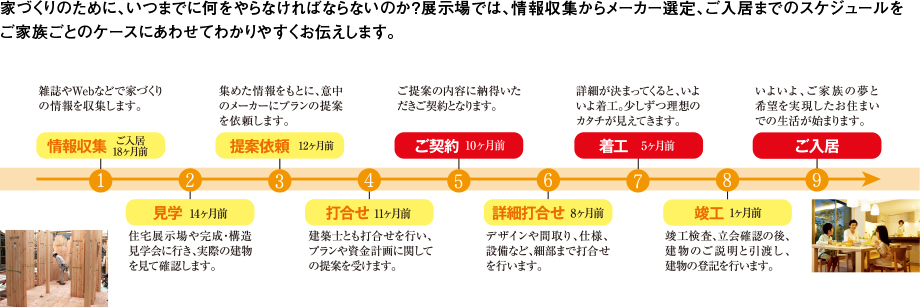 家づくりのために、いつまでに何をやらなければならないのか?展示場では、情報収集からメーカー選定、ご入居までのスケジュールを
ご家族ごとのケースにあわせてわかりやすくお伝えします。
雑誌やWebなどで家づくり
の情報を収集します。
情報収集 ご入居
18ヶ月前
1
2
見学 14ヶ月前
住宅展示場や完成・構造
見学会に行き、実際の建物
を見て確認します。
集めた情報をもとに、意中
のメーカーにプランの提案
を依頼します。
提案依頼 12ヶ月前
3
4
打合せ 11ヶ月前
建築士とも打合せを行い、
プランや資金計画に関して
の提案を受けます。
ご提案の内容に納得いた
だきご契約となります。
ご契約 10ヶ月前
5
6
詳細打合せ 8ヶ月前
デザインや間取り、仕様、
設備など、細部まで打合せ
を行います。
詳細が決まってくると、いよ
いよ着工。少しずつ理想の
カタチが見えてきます。
着工 5ヶ月前
7
8
竣工 1ヶ月前
竣工検査、立会確認の後、
建物のご説明と引渡し、
建物の登記を行います。
いよいよ、ご家族の夢と
希望を実現したお住まい
での生活が始まります。
ご入居
9